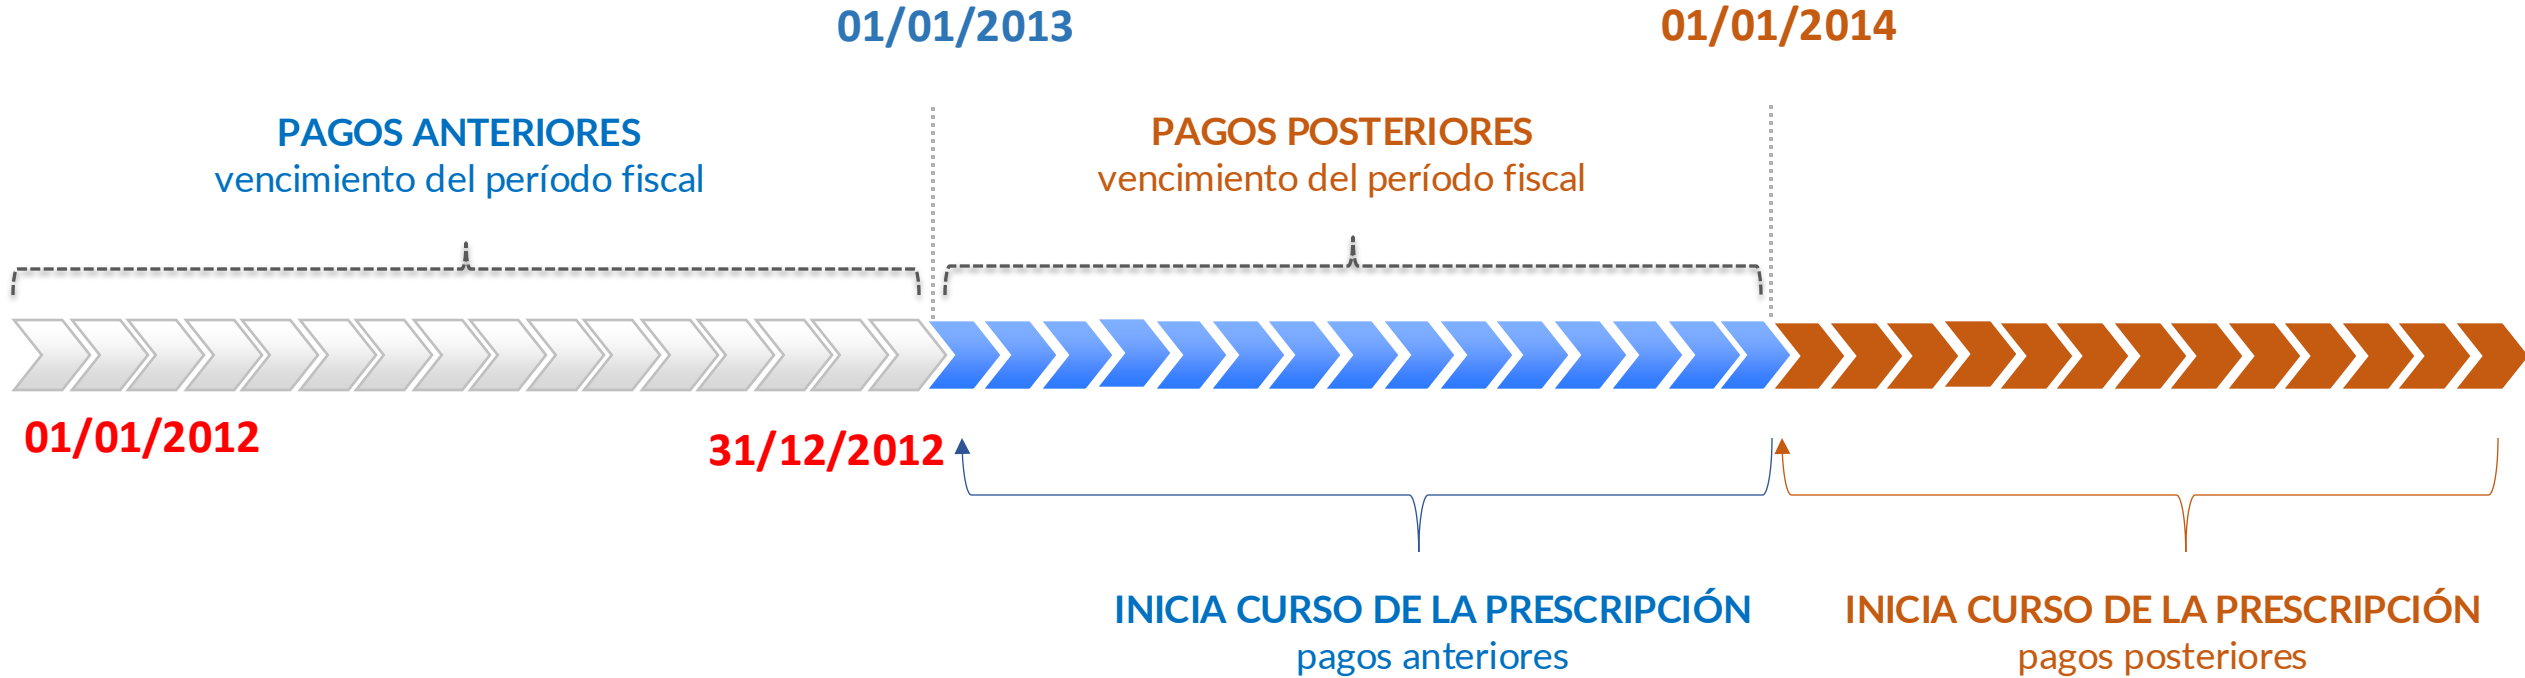 01/01/2013
01/01/2014
PAGOS ANTERIORES
vencimiento del período fiscal
PAGOS POSTERIORES
vencimiento del período fiscal
01/01/2012
31/12/2012
INICIA CURSO DE LA PRESCRIPCIÓN
pagos anteriores
INICIA CURSO DE LA PRESCRIPCIÓN
pagos posteriores